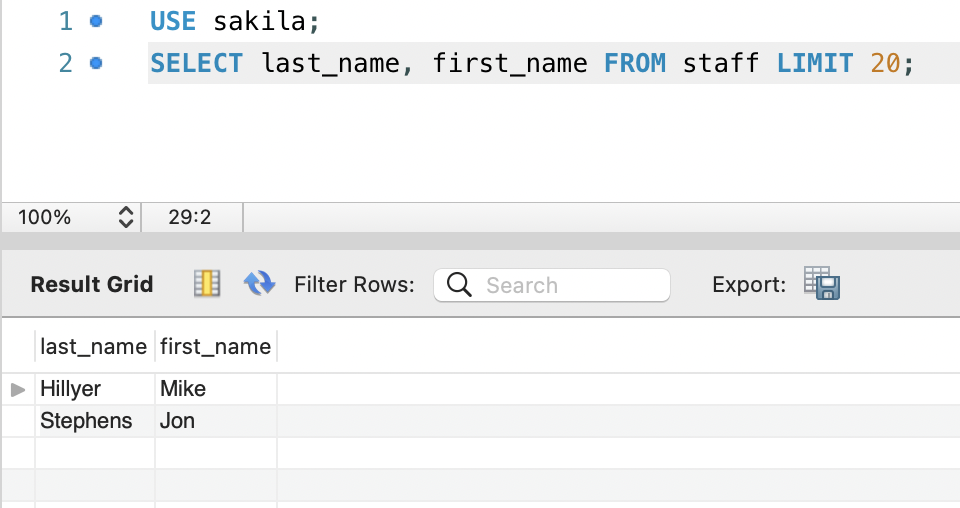 1 USE sakila;
2 SELECT last_name, first_name FROM staff LIMIT 20;
100% 29:2
Result Grid Filter Rows: Search Export:
last_name first_name
Hillyer Mike
Stephens Jon